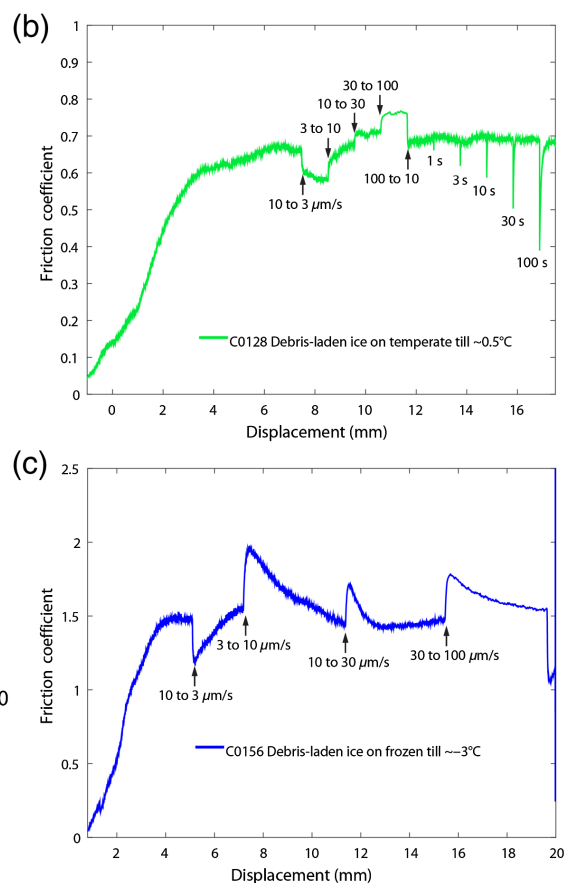 (b)
1
0.9
0.8
0.7
0.6
0.5
0.4
0.3
0.2
0.1
0
Friction coefficient
30 to 100
10 to 30
3 to 10
10 to 3 µm/s
100 to 10
1 s
3 s
10 s
30 s
100 s
C0128 Debris-laden ice on temperate till ~0.5°C
0 2 4 6 8 10 12 14 16
Displacement (mm)
(c)
2.5
2
1.5
1
0.5
0
Friction coefficient
0
3 to 10 µm/s
10 to 3 µm/s
10 to 30 µm/s
30 to 100 µm/s
C0156 Debris-laden ice on frozen till ~−3°C
2 4 6 8 10 12 14 16 18 20
Displacement (mm)